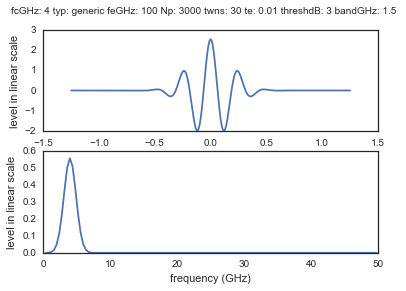 fcGHz: 4 typ: generic feGHz: 100 Np: 3000 twns: 30 te: 0.01 threshdB: 3 bandGHz: 1.5
level in linear scale
3
2
1
0
−1
−2
−1.5 −1.0 −0.5 0.0 0.5 1.0 1.5
level in linear scale
0.6
0.5
0.4
0.3
0.2
0.1
0.0
0 10 20 30 40 50
frequency (GHz)